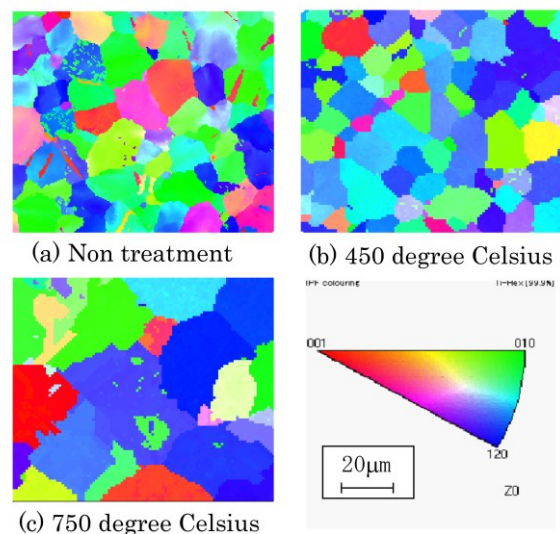 (a) Non treatment
(b) 450 degree Celsius
(c) 750 degree Celsius
IPF colouring
Ti-Hex [99.9%]
001
010
120
20μm
Z0